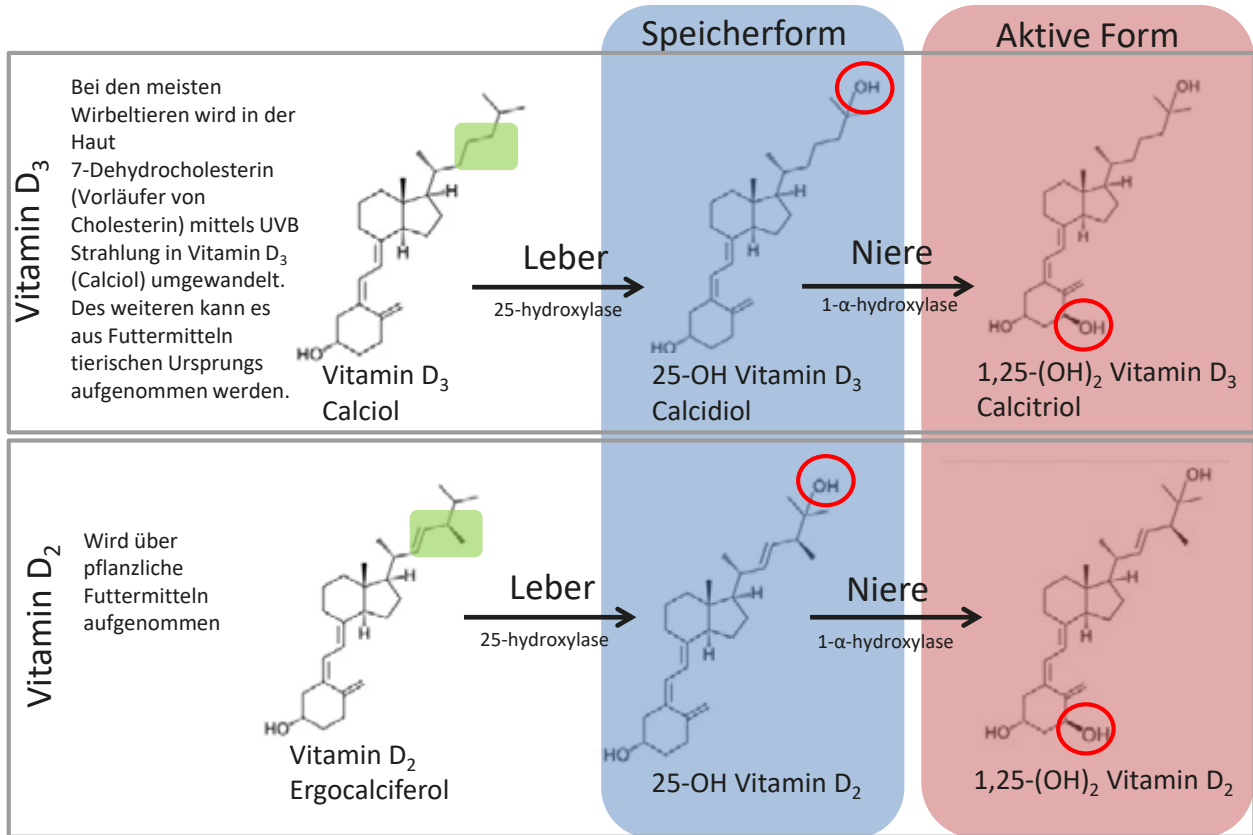 Speicherform
Aktive Form
Vitamin D3
Bei den meisten
Wirbeltieren wird in der
Haut
7-Dehydrocholesterin
(Vorläufer von
Cholesterin) mittels UVB
Strahlung in Vitamin D3
(Calciol) umgewandelt.
Des weiteren kann es
aus Futtermitteln
tierischen Ursprungs
aufgenommen werden.
H
H
HO
Vitamin D3
Calciol
Leber
25-hydroxylase
OH
H
H
HO
25-OH Vitamin D3
Calcidiol
Niere
1-α-hydroxylase
OH
H
H
HO
OH
1,25-(OH)2 Vitamin D3
Calcitriol
Vitamin D2
Wird über
pflanzliche
Futtermitteln
aufgenommen
H
H
HO
Vitamin D2
Ergocalciferol
Leber
25-hydroxylase
OH
H
H
HO
25-OH Vitamin D2
Niere
1-α-hydroxylase
OH
H
H
HO
OH
1,25-(OH)2 Vitamin D2